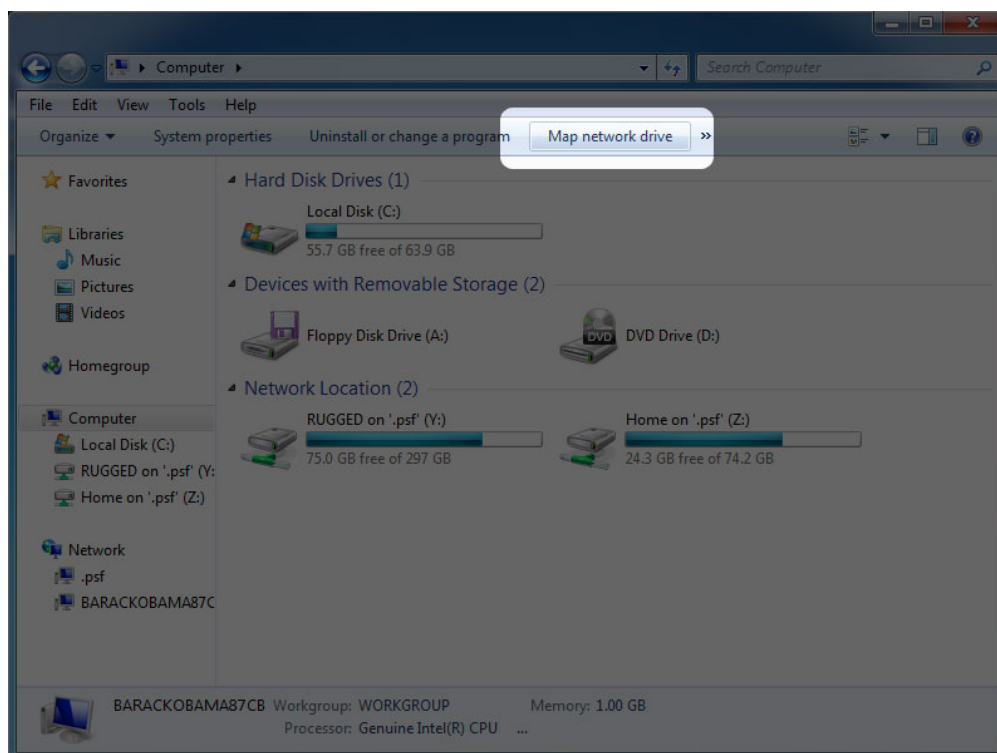 Computer
Search Computer
File Edit View Tools Help
Organize System properties Uninstall or change a program Map network drive »
Favorites
Libraries
Music
Pictures
Videos
Homegroup
Computer
Local Disk (C:)
RUGGED on '.psf' (Y:
Home on '.psf' (Z:)
Network
.psf
BARACKOBAMA87C
Hard Disk Drives (1)
Local Disk (C:)
55.7 GB free of 63.9 GB
Devices with Removable Storage (2)
Floppy Disk Drive (A:)
DVD
DVD Drive (D:)
Network Location (2)
RUGGED on '.psf' (Y:)
75.0 GB free of 297 GB
Home on '.psf' (Z:)
24.3 GB free of 74.2 GB
BARACKOBAMA87CB Workgroup: WORKGROUP Memory: 1.00 GB
Processor: Genuine Intel(R) CPU ...